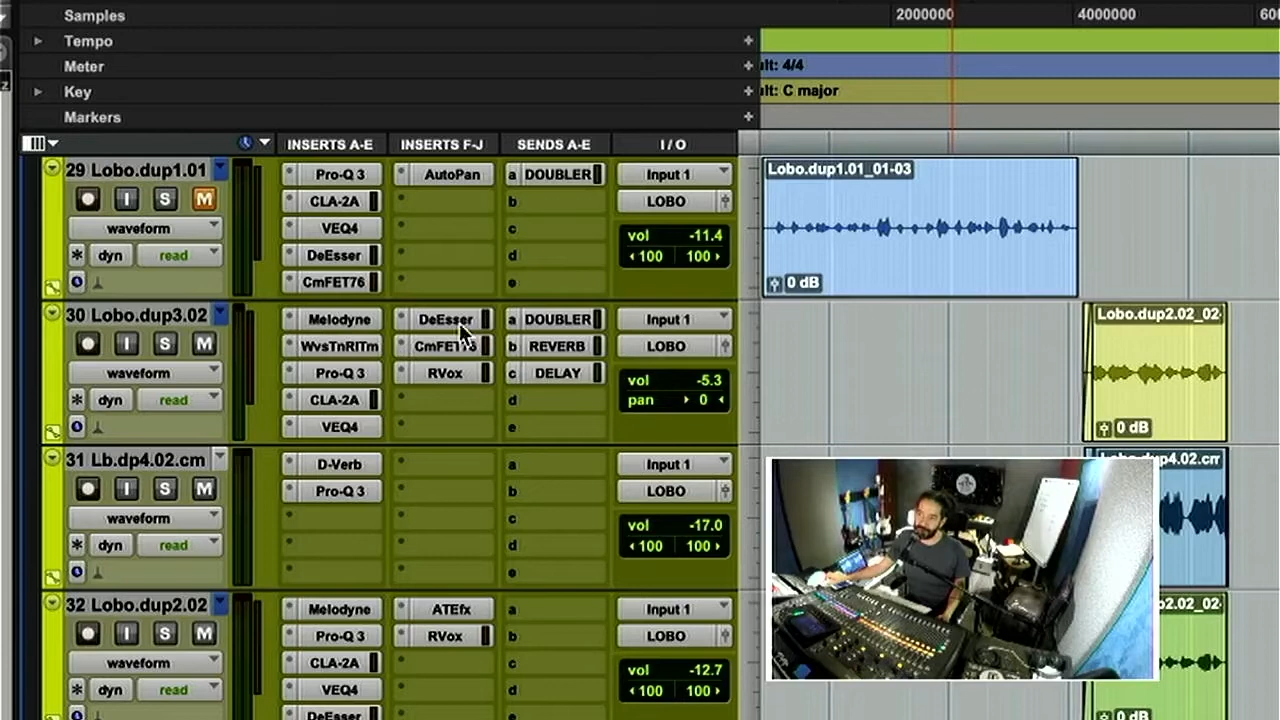 Samples 2000000 4000000 60
Tempo +
Meter + ult: 4/4
Key + ult: C major
Markers +
INSERTS A-E INSERTS F-J SENDS A-E I / O
29 Lobo.dup1.01 Pro-Q 3 AutoPan a DOUBLER Input 1 Lobo.dup1.01_01-03
I S M CLA-2A b LOBO
waveform VEQ4 c vol -11.4
* dyn read DeEsser d 100 100
CmFET76 e 0 dB
30 Lobo.dup3.02 Melodyne DeEsser a DOUBLER Input 1 Lobo.dup2.02_02-
I S M WvsTnRlTm CmFET76 b REVERB LOBO
waveform Pro-Q 3 RVox c DELAY vol -5.3
* dyn read CLA-2A d pan 0
VEQ4 e 0 dB
31 Lb.dp4.02.cm D-Verb a Input 1 Lobo.dup4.02.cm
I S M Pro-Q 3 b LOBO
waveform c vol -17.0
* dyn read d 100 100
e
32 Lobo.dup2.02 Melodyne ATEfx a Input 1 02.02_02-
I S M Pro-Q 3 RVox b LOBO
waveform CLA-2A c vol -12.7
* dyn read VEQ4 d 100 100
DeEsser e 0 dB